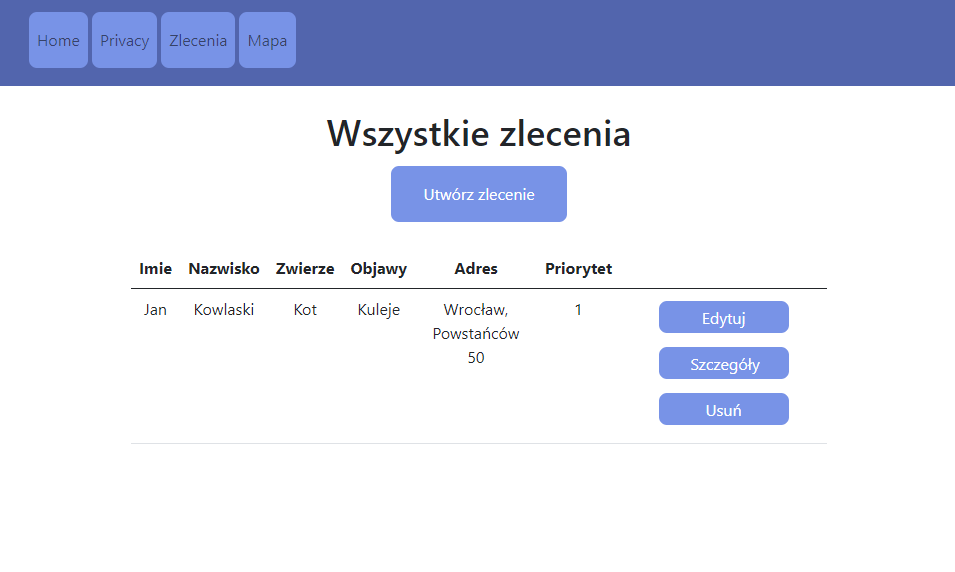 Home Privacy Zlecenia Mapa
Wszystkie zlecenia
Utwórz zlecenie
Imie Nazwisko Zwierze Objawy Adres Priorytet
Jan Kowlaski Kot Kuleje Wrocław, 1 Edytuj
Powstańców
50
Szczegóły
Usuń